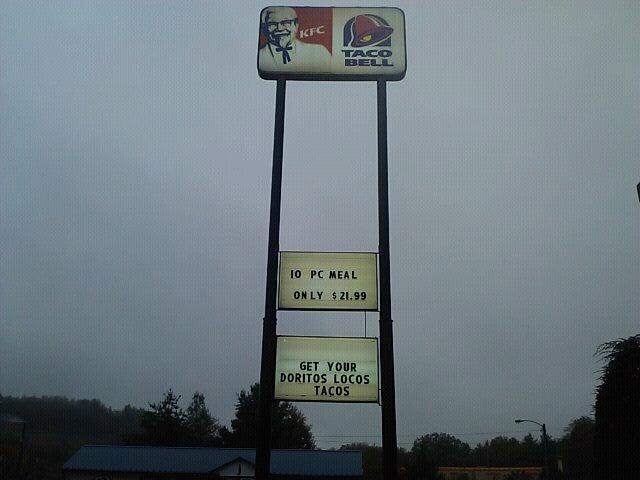 KFC
TACO
BELL
10 PC MEAL
ONLY $21.99
GET YOUR
DORITOS LOCOS
TACOS